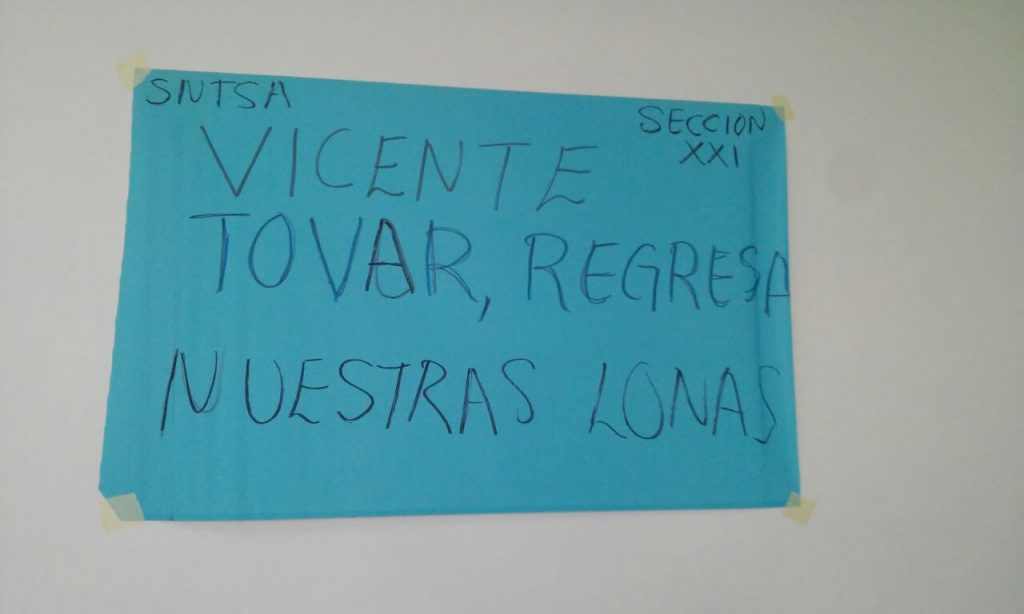 SNTSA
SECCION
XXI
VICENTE
TOVAR, REGRESA
NUESTRAS LONAS